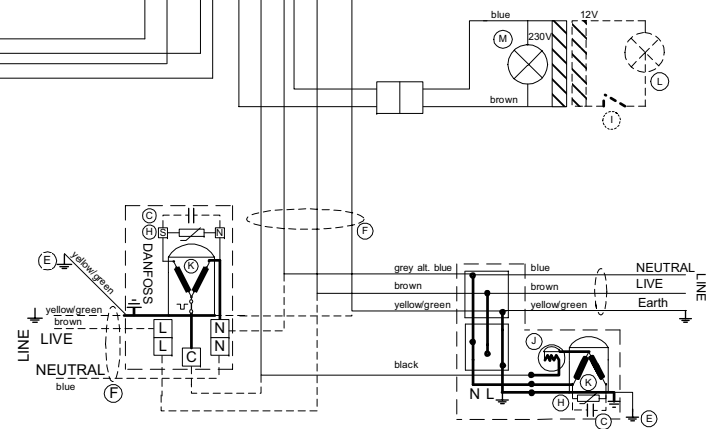 blue
12V
M
230V
L
brown
I
C
H
S
N
F
DANFOSS
K
E
yellow/green
grey alt. blue
blue
NEUTRAL
brown
brown
LIVE
yellow/green
yellow/green
Earth
LINE
yellow/green
brown
LIVE
LINE
L
N
L
N
C
NEUTRAL
blue
F
black
J
K
N L
H
C
E